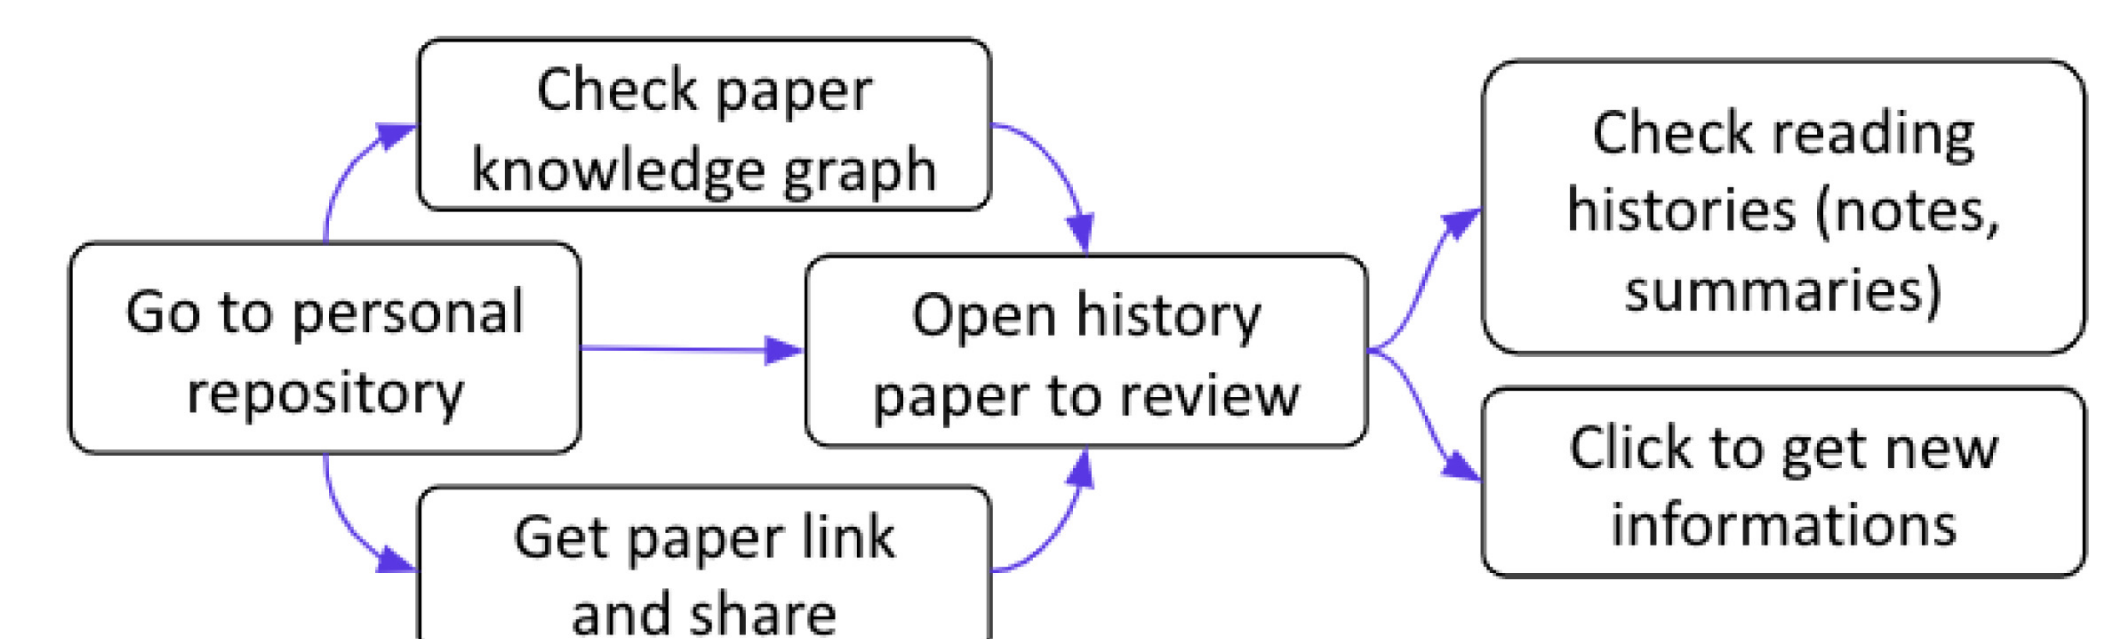 Check paper
knowledge graph
Go to personal
repository
Get paper link
and share
Open history
paper to review
Check reading
histories (notes,
summaries)
Click to get new
informations